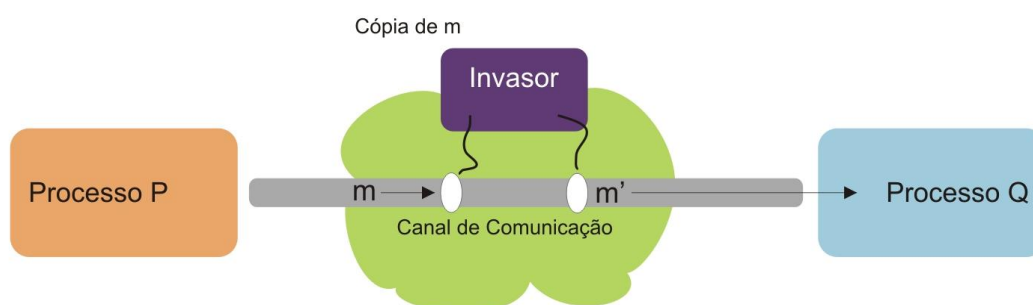 Cópia de m
Invasor
Processo P
m
m’
Processo Q
Canal de Comunicação